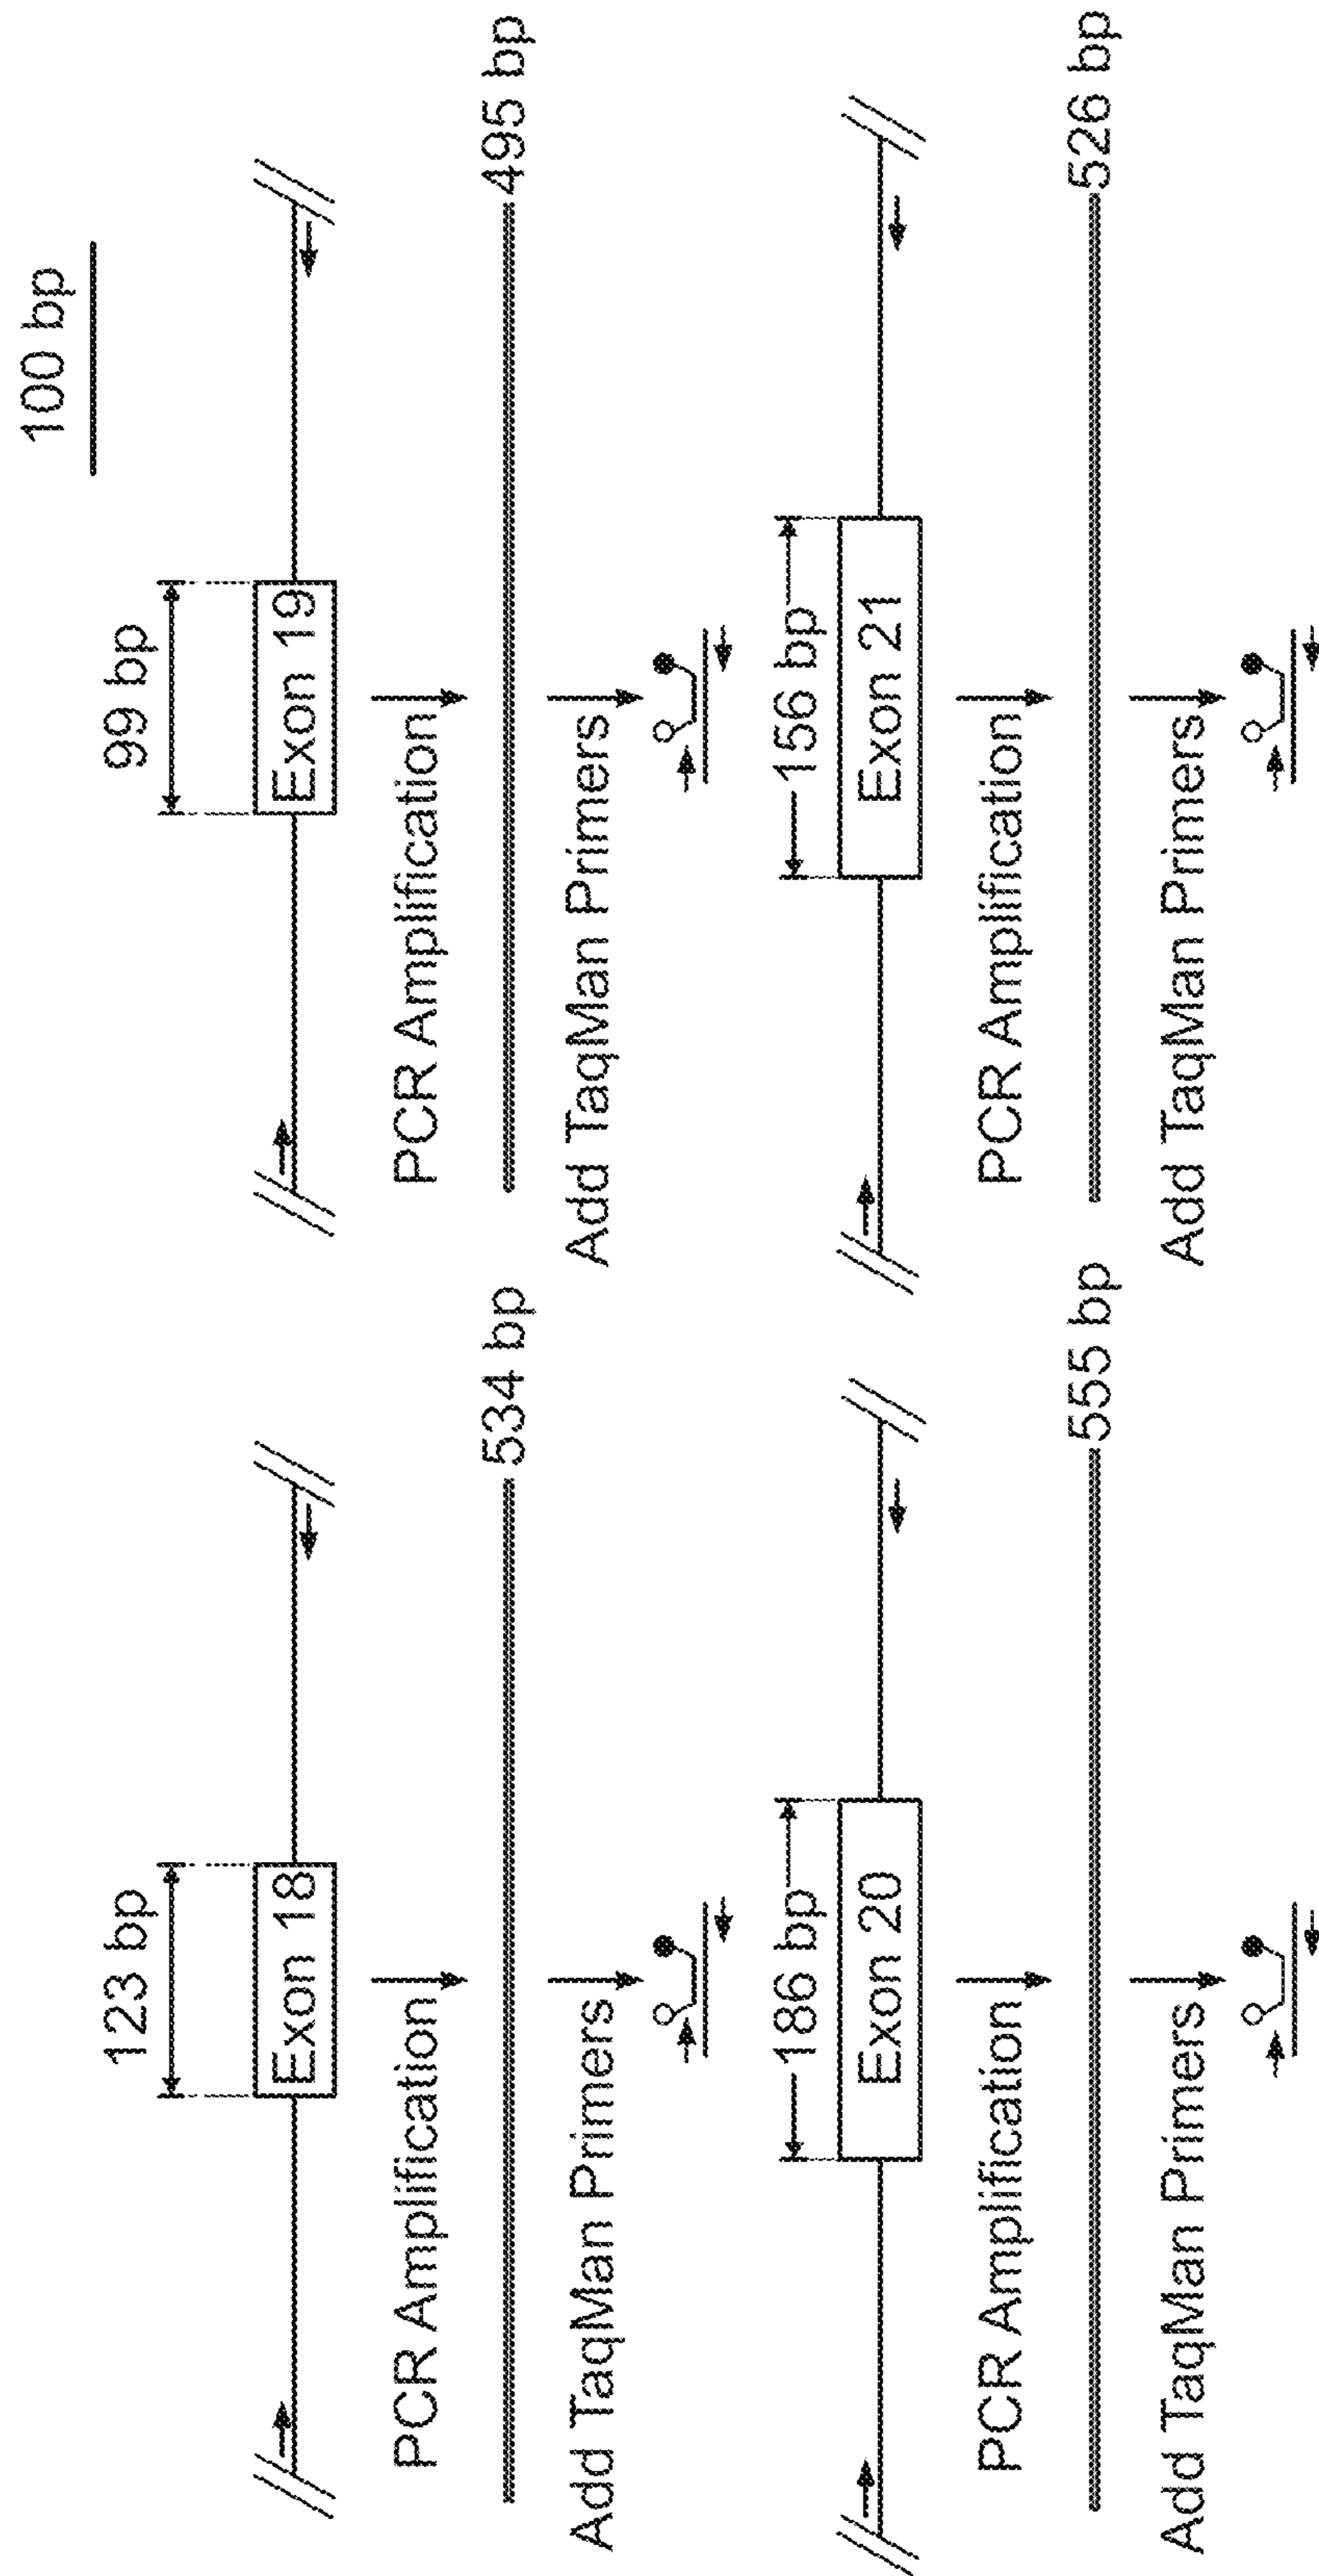 100 bp
123 bp
Exon 18
PCR Amplification
534 bp
Add TaqMan Primers
99 bp
Exon 19
PCR Amplification
495 bp
Add TaqMan Primers
186 bp
Exon 20
PCR Amplification
555 bp
Add TaqMan Primers
156 bp
Exon 21
PCR Amplification
526 bp
Add TaqMan Primers